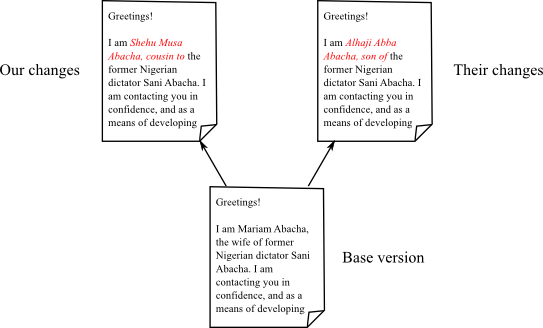 Greetings!
I am Shehu Musa
Abacha, cousin to the
former Nigerian
dictator Sani Abacha. I
am contacting you in
confidence, and as a
means of developing
Our changes
Greetings!
I am Alhaji Abba
Abacha, son of the
former Nigerian
dictator Sani Abacha. I
am contacting you in
confidence, and as a
means of developing
Their changes
Greetings!
I am Mariam Abacha,
the wife of former
Nigerian dictator Sani
Abacha. I am
contacting you in
confidence, and as a
means of developing
Base version